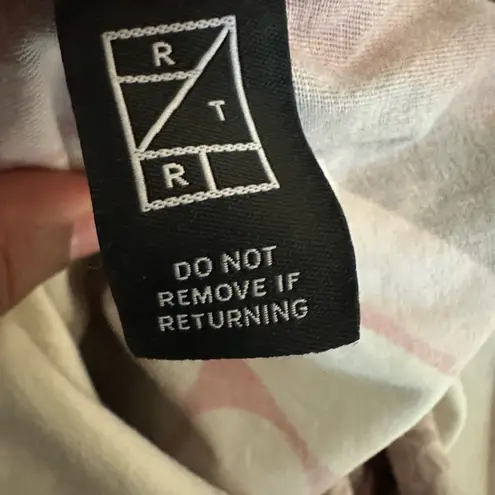 R
T
R
DO NOT
REMOVE IF
RETURNING